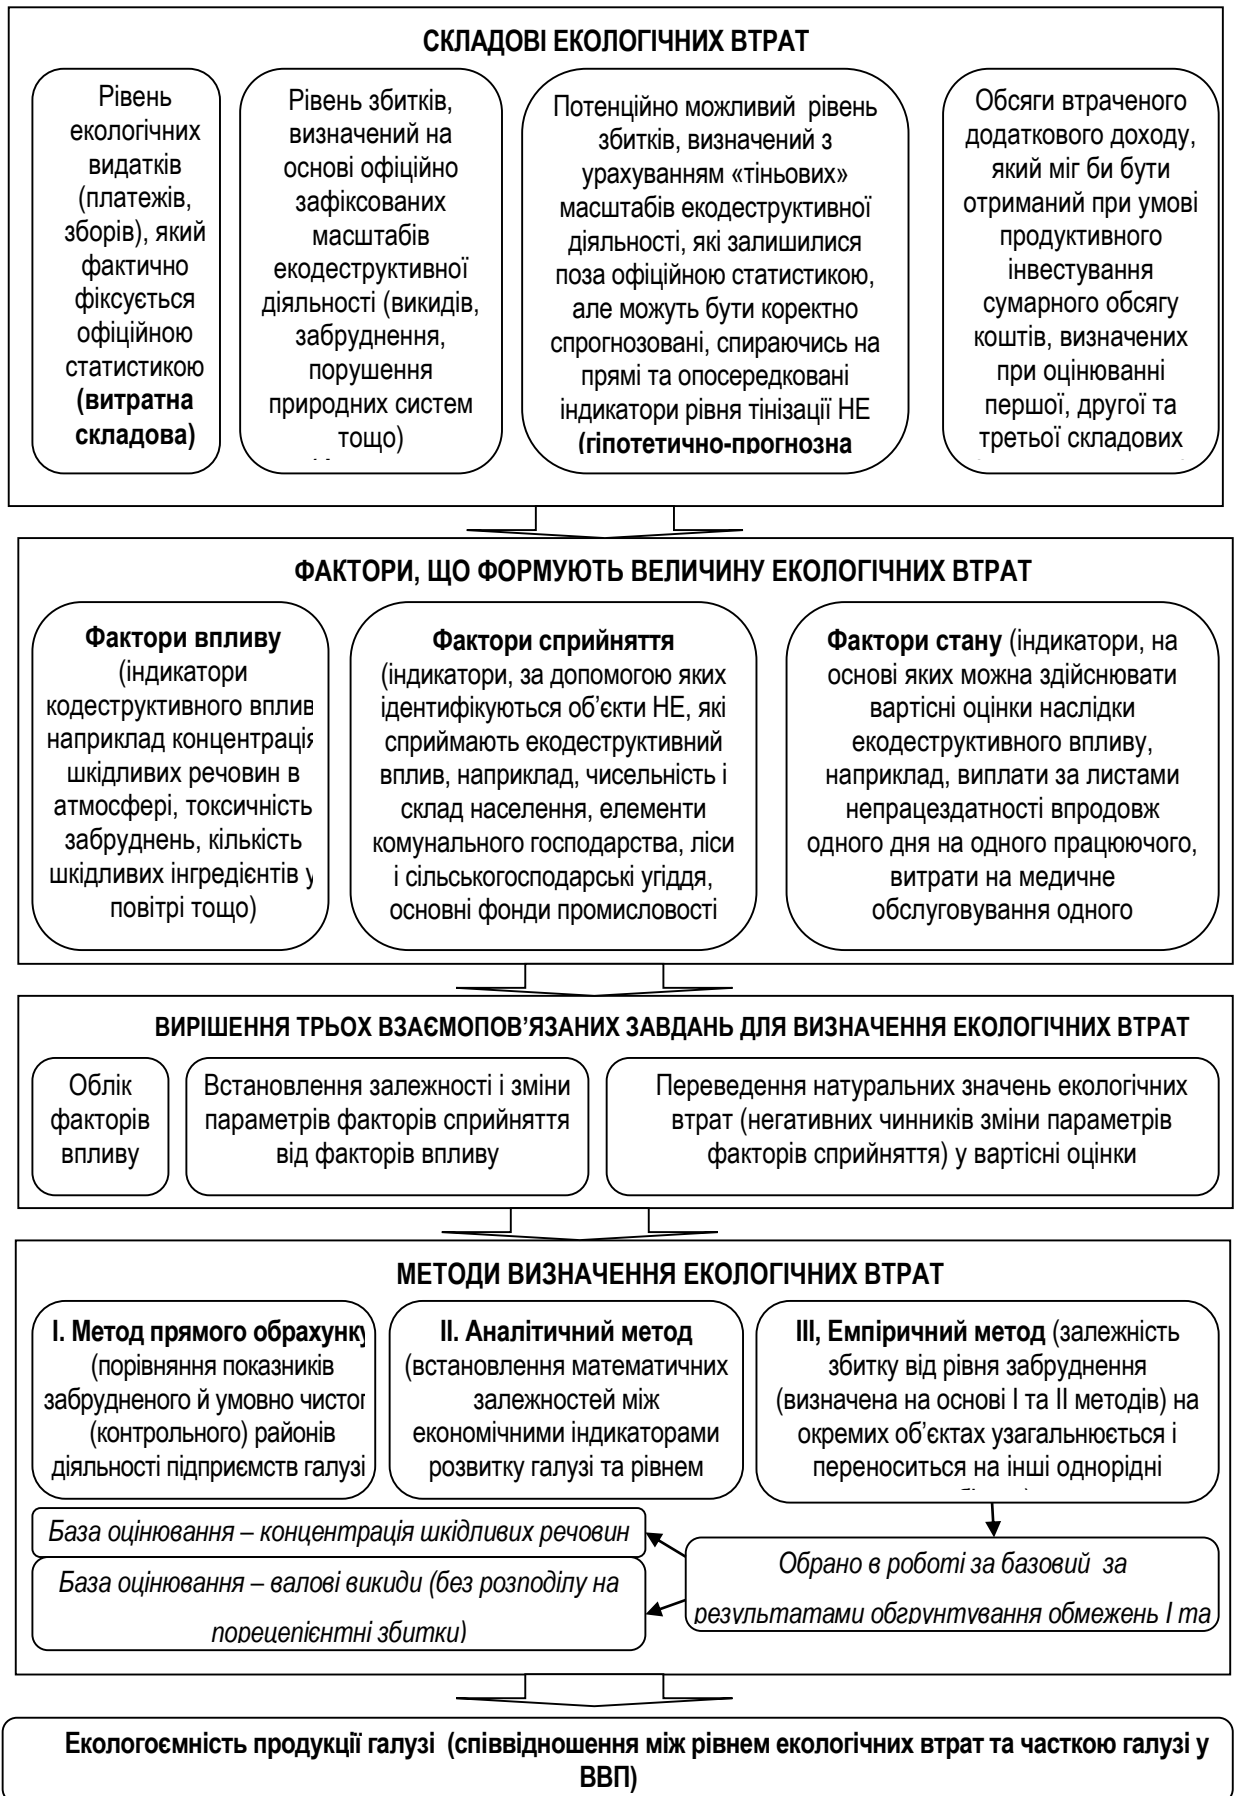 СКЛАДОВІ ЕКОЛОГІЧНИХ ВТРАТ
Рівень
екологічних
видатків
(платежів,
зборів), який
фактично
фіксується
офіційною
статистикою
(витратна
складова)
Рівень збитків,
визначений на
основі офіційно
зафіксованих
масштабів
екодеструктивної
діяльності (викидів,
забруднення,
порушення
природних систем
тощо)
Потенційно можливий рівень
збитків, визначений з
урахуванням «тіньових»
масштабів екодеструктивної
діяльності, які залишилися
поза офіційною статистикою,
але можуть бути коректно
спрогнозовані, спираючись на
прямі та опосередковані
індикатори рівня тінізації НЕ
(гіпотетично-прогнозна
Обсяги втраченого
додаткового доходу,
який міг би бути
отриманий при умові
продуктивного
інвестування
сумарного обсягу
коштів, визначених
при оцінюванні
першої, другої та
третьої складових
ФАКТОРИ, ЩО ФОРМУЮТЬ ВЕЛИЧИНУ ЕКОЛОГІЧНИХ ВТРАТ
Фактори впливу
(індикатори
кодеструктивного вплив
наприклад концентрація
шкідливих речовин в
атмосфері, токсичність
забруднень, кількість
шкідливих інгредієнтів у
повітрі тощо)
Фактори сприйняття
(індикатори, за допомогою яких
ідентифікуються об’єкти НЕ, які
сприймають екодеструктивний
вплив, наприклад, чисельність і
склад населення, елементи
комунального господарства, ліси
і сільськогосподарські угіддя,
основні фонди промисловості
Фактори стану (індикатори, на
основі яких можна здійснювати
вартісні оцінки наслідки
екодеструктивного впливу,
наприклад, виплати за листами
непрацездатності впродовж
одного дня на одного працюючого,
витрати на медичне
обслуговування одного
ВИРІШЕННЯ ТРЬОХ ВЗАЄМОПОВ’ЯЗАНИХ ЗАВДАНЬ ДЛЯ ВИЗНАЧЕННЯ ЕКОЛОГІЧНИХ ВТРАТ
Облік
факторів
впливу
Встановлення залежності і зміни
параметрів факторів сприйняття
від факторів впливу
Переведення натуральних значень екологічних
втрат (негативних чинників зміни параметрів
факторів сприйняття) у вартісні оцінки
МЕТОДИ ВИЗНАЧЕННЯ ЕКОЛОГІЧНИХ ВТРАТ
І. Метод прямого обрахунку
(порівняння показників
забрудненого й умовно чистог
(контрольного) районів
діяльності підприємств галузі
ІІ. Аналітичний метод
(встановлення математичних
залежностей між
економічними індикаторами
розвитку галузі та рівнем
ІІІ, Емпіричний метод (залежність
збитку від рівня забруднення
(визначена на основі І та ІІ методів) на
окремих об’єктах узагальнюється і
переноситься на інші однорідні
База оцінювання – концентрація шкідливих речовин
База оцінювання – валові викиди (без розподілу на
порецепієнтні збитки)
Обрано в роботі за базовий за
результатами обґрунтування обмежень І та
Екологоємність продукції галузі (співвідношення між рівнем екологічних втрат та часткою галузі у
ВВП)